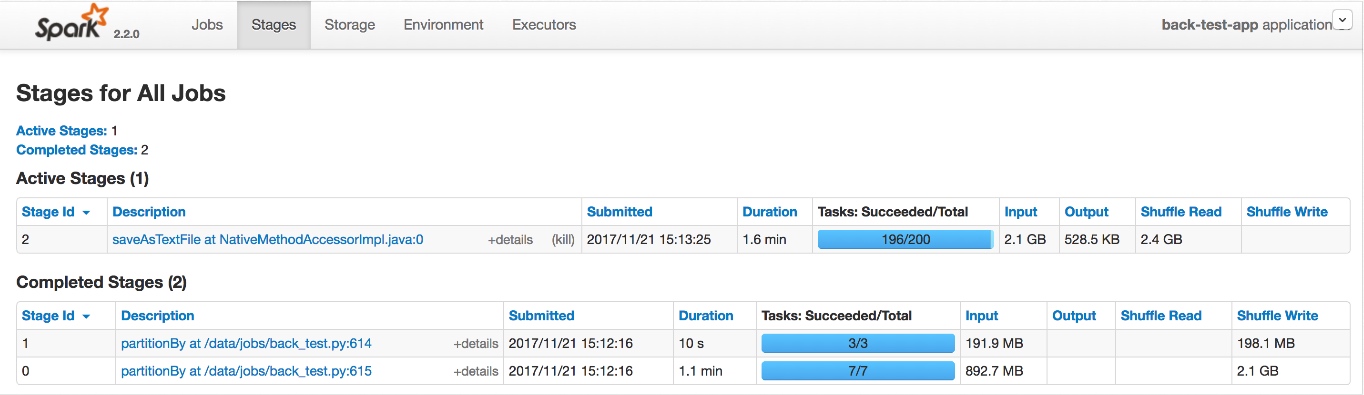 Spark 2.2.0 Jobs Stages Storage Environment Executors back-test-app application
Stages for All Jobs
Active Stages: 1
Completed Stages: 2
Active Stages (1)
Stage Id Description Submitted Duration Tasks: Succeeded/Total Input Output Shuffle Read Shuffle Write
2 saveAsTextFile at NativeMethodAccessorImpl.java:0 +details (kill) 2017/11/21 15:13:25 1.6 min 196/200 2.1 GB 528.5 KB 2.4 GB
Completed Stages (2)
Stage Id Description Submitted Duration Tasks: Succeeded/Total Input Output Shuffle Read Shuffle Write
1 partitionBy at /data/jobs/back_test.py:614 +details 2017/11/21 15:12:16 10 s 3/3 191.9 MB 198.1 MB
0 partitionBy at /data/jobs/back_test.py:615 +details 2017/11/21 15:12:16 1.1 min 7/7 892.7 MB 2.1 GB